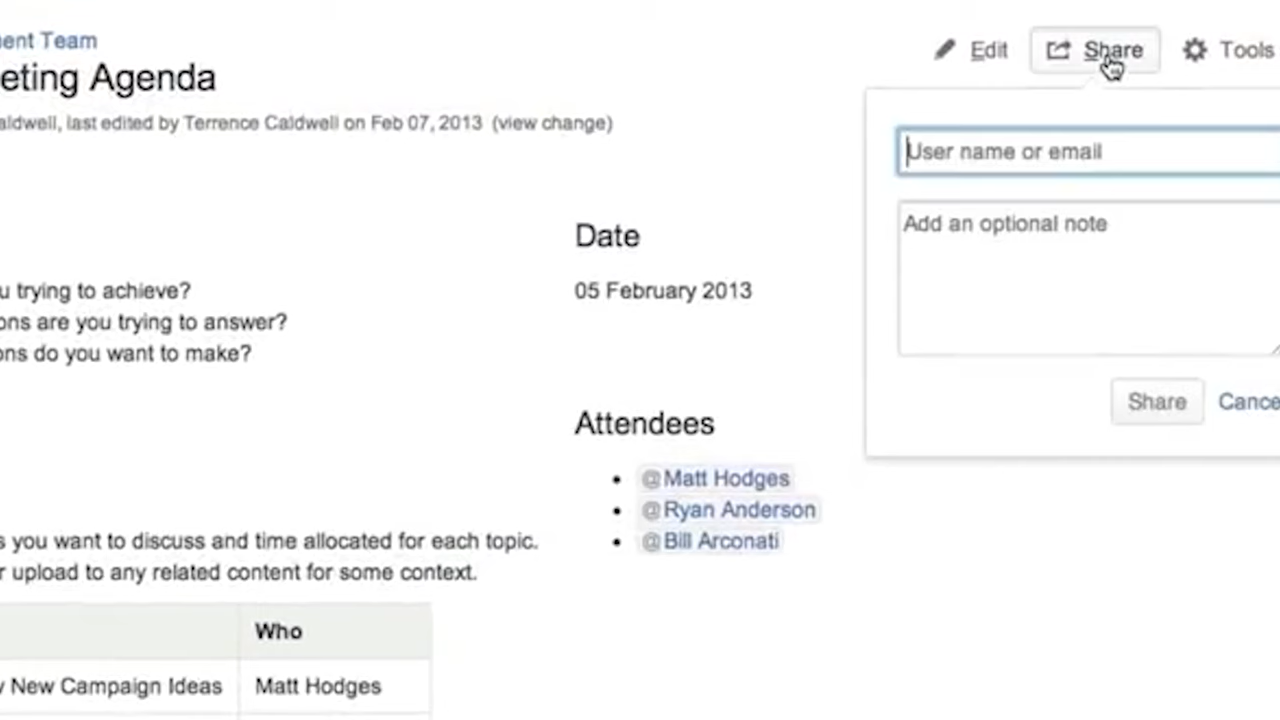 ent Team
Edit
Share
Tools
eting Agenda
aldwell, last edited by Terrence Caldwell on Feb 07, 2013 (view change)
User name or email
Add an optional note
Date
u trying to achieve?
05 February 2013
ons are you trying to answer?
ons do you want to make?
Share
Cance
Attendees
@Matt Hodges
@Ryan Anderson
@Bill Arconati
s you want to discuss and time allocated for each topic.
r upload to any related content for some context.
Who
y New Campaign Ideas
Matt Hodges